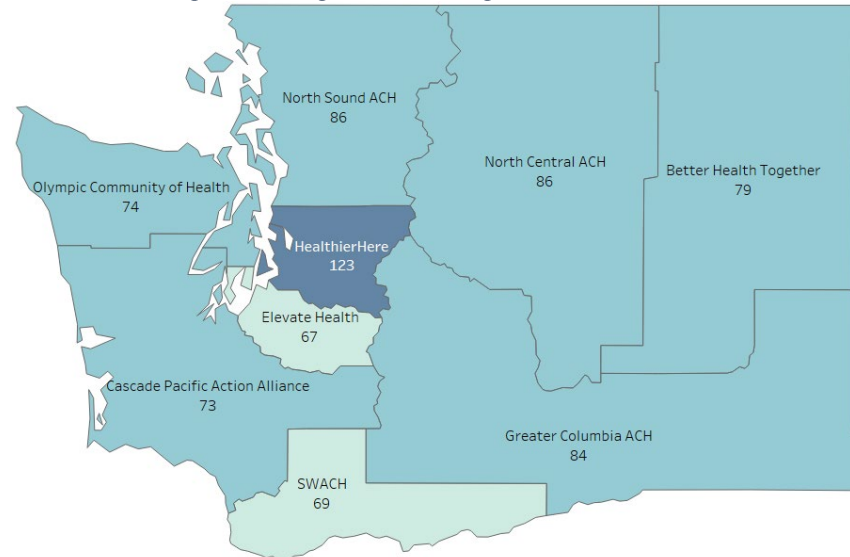 North Sound ACH
86
North Central ACH
86
Better Health Together
79
Olympic Community of Health
74
HealthierHere
123
Elevate Health
67
Cascade Pacific Action Alliance
73
Greater Columbia ACH
84
SWACH
69